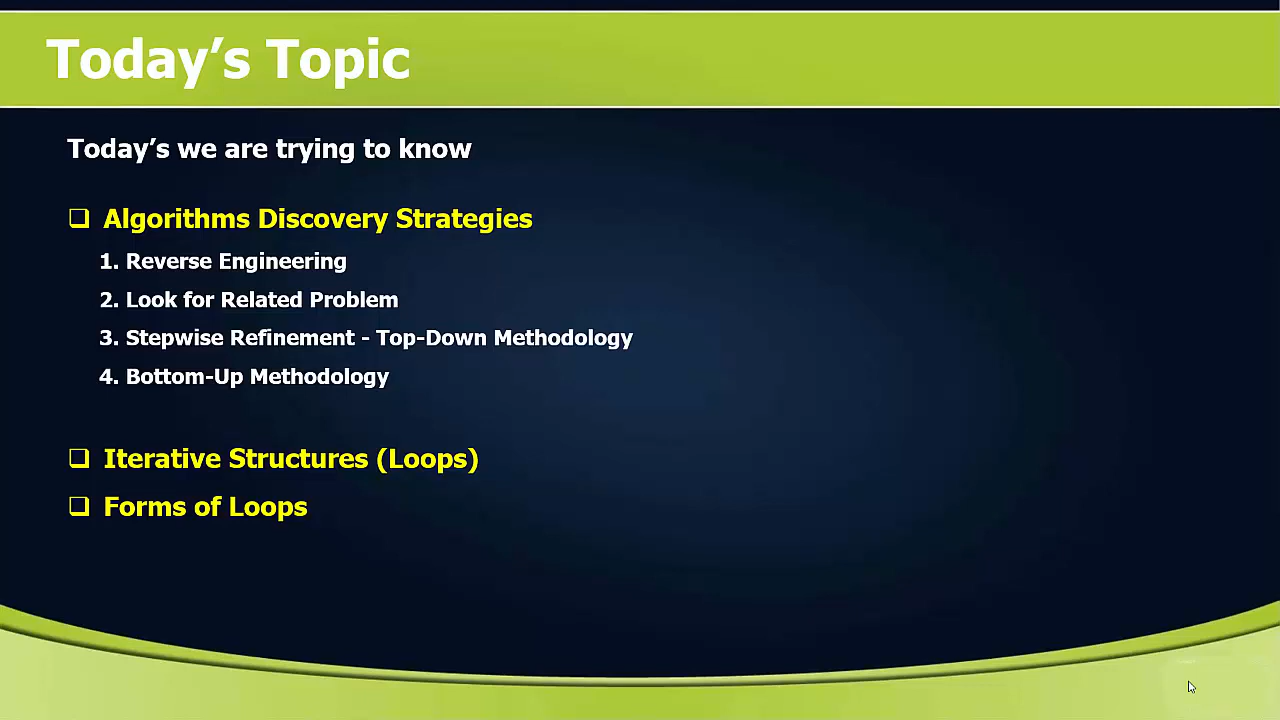 Today’s Topic
Today’s we are trying to know
❑ Algorithms Discovery Strategies
1. Reverse Engineering
2. Look for Related Problem
3. Stepwise Refinement - Top-Down Methodology
4. Bottom-Up Methodology
❑ Iterative Structures (Loops)
❑ Forms of Loops